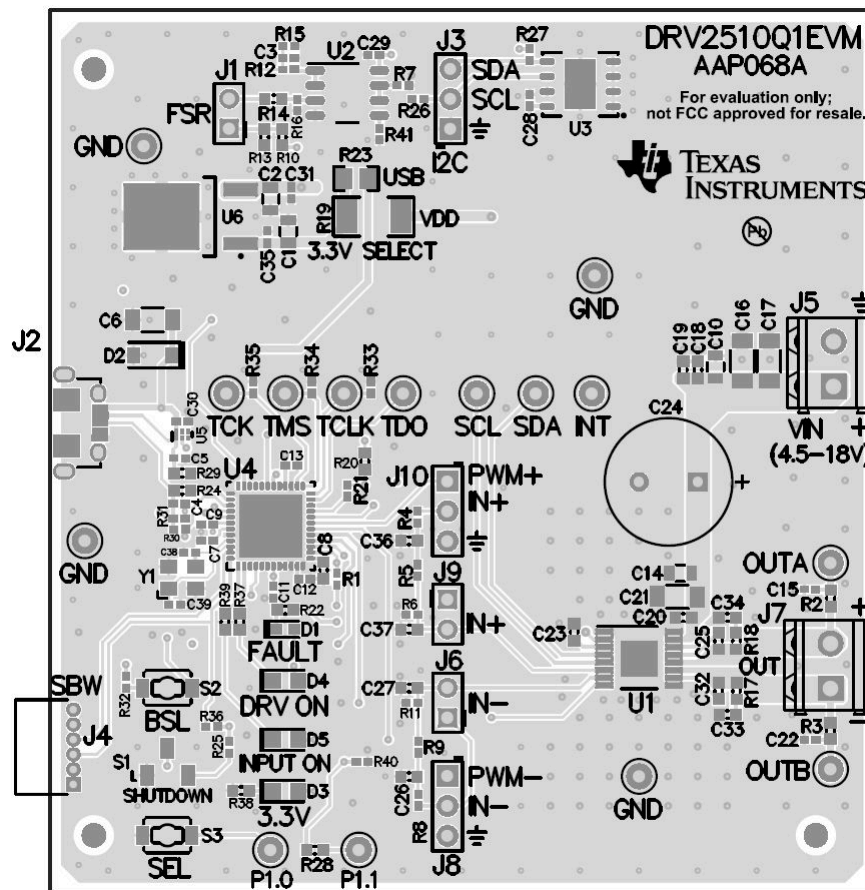 DRV2510Q1EVM
AAP068A
For evaluation only;
not FCC approved for resale.
TEXAS
INSTRUMENTS
Pb
R15
C3
R12
U2
C29
J3
SDA
SCL
I2C
R27
C28
U3
J1
FSR
R14
R16
R13
R10
R7
R26
R41
GND
R23
USB
C2
C31
U6
R19
VDD
C35
C1
3.3V
SELECT
GND
C6
D2
J2
R35
R34
R33
C19
C18
C10
C16
C17
J5
TCK
TMS
TCLK
TDO
SCL
SDA
INT
C24
+
+
VIN
(4.5-18V)
C30
U5
C5
R29
R24
U4
C13
R20
R21
J10
PWM+
IN+
R4
C36
R31
C4
C9
R30
C38
C7
GND
Y1
C39
C8
R1
C12
C11
R22
R39
R37
D1
FAULT
R5
J9
R6
C37
IN+
C23
C14
C21
C20
C34
C25
R18
OUTA
C15
R2
J7
+
OUT
J6
C27
R11
IN-
U1
C32
R17
C33
R3
C22
OUTB
SBW
J4
R32
S2
BSL
D4
DRV ON
R36
R25
S1
SHUTDOWN
D5
INPUT ON
R40
R9
C26
PWM-
IN-
R8
J8
GND
R38
D3
3.3V
S3
SEL
P1.0
R28
P1.1